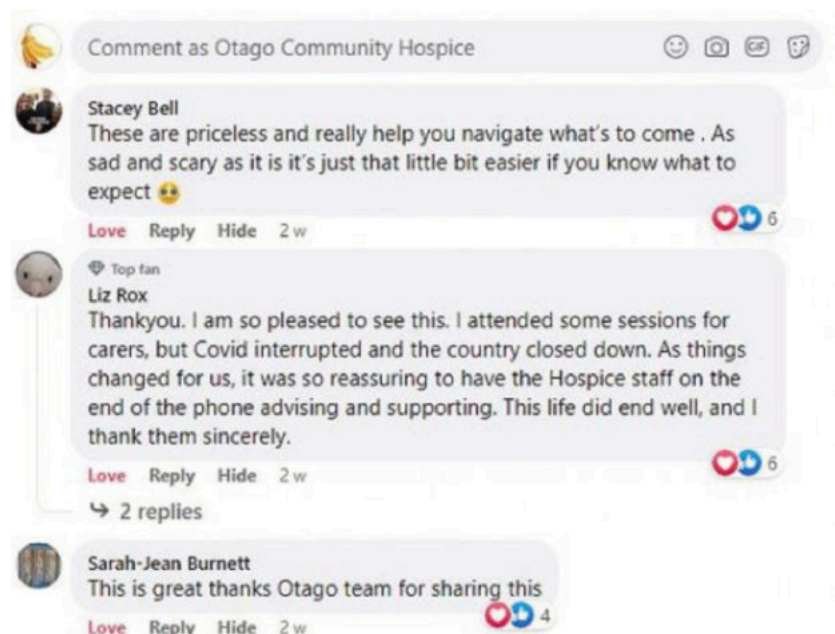 Comment as Otago Community Hospice
GIF
Stacey Bell
These are priceless and really help you navigate what's to come . As
sad and scary as it is it's just that little bit easier if you know what to
expect 🥹
6
Love Reply Hide 2 w
Top fan
Liz Rox
Thankyou. I am so pleased to see this. I attended some sessions for
carers, but Covid interrupted and the country closed down. As things
changed for us, it was so reassuring to have the Hospice staff on the
end of the phone advising and supporting. This life did end well, and I
thank them sincerely.
6
Love Reply Hide 2 w
2 replies
Sarah-Jean Burnett
This is great thanks Otago team for sharing this
4
Love Reply Hide 2 w